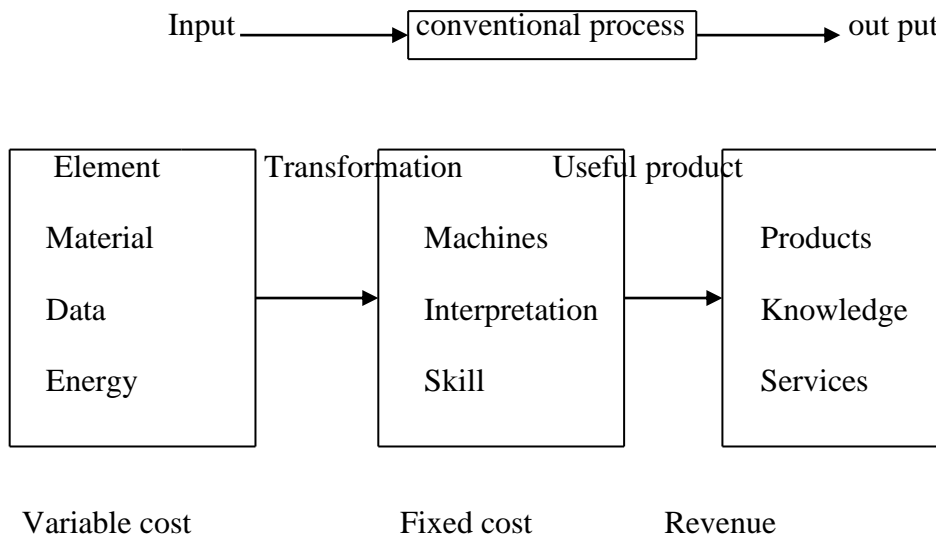 Input conventional process out put
Element Transformation Useful product
Material Machines Products
Data Interpretation Knowledge
Energy Skill Services
Variable cost Fixed cost Revenue